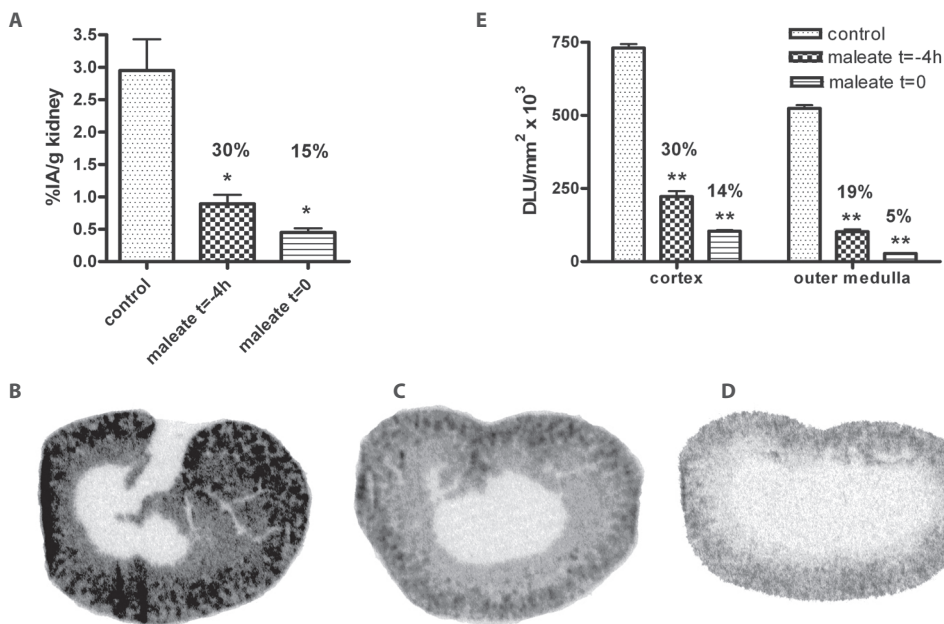 A
%IA/g kidney
3.5
3.0
2.5
2.0
1.5
1.0
0.5
0.0
30%
*
15%
*
control
maleate t=-4h
maleate t=0
E
DLU/mm² x 10³
750
500
250
0
control
maleate t=-4h
maleate t=0
30%
**
14%
**
19%
**
5%
**
cortex
outer medulla
B
C
D